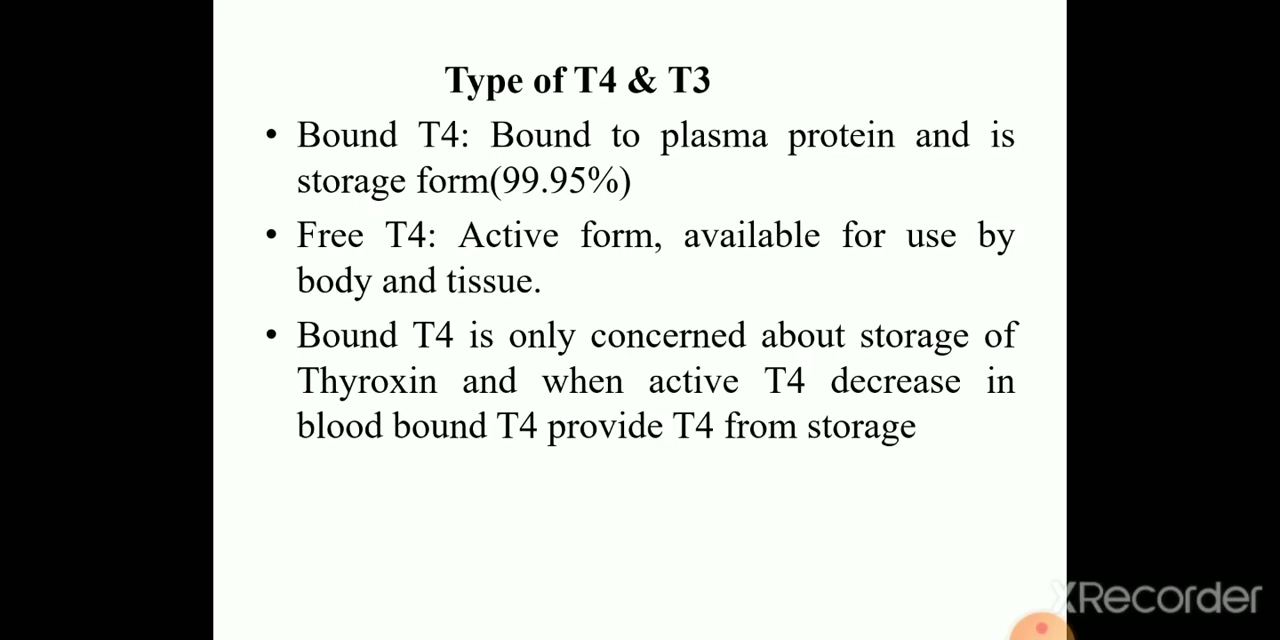 Type of T4 & T3
• Bound T4: Bound to plasma protein and is
storage form(99.95%)
• Free T4: Active form, available for use by
body and tissue.
• Bound T4 is only concerned about storage of
Thyroxin and when active T4 decrease in
blood bound T4 provide T4 from storage
XRecorder